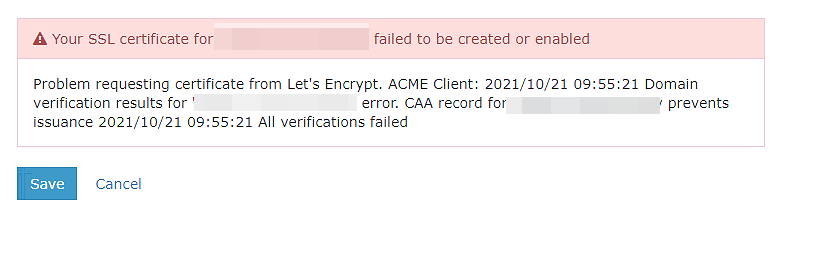 Your SSL certificate for failed to be created or enabled
Problem requesting certificate from Let's Encrypt. ACME Client: 2021/10/21 09:55:21 Domain
verification results for ' error. CAA record for prevents
issuance 2021/10/21 09:55:21 All verifications failed
Save Cancel